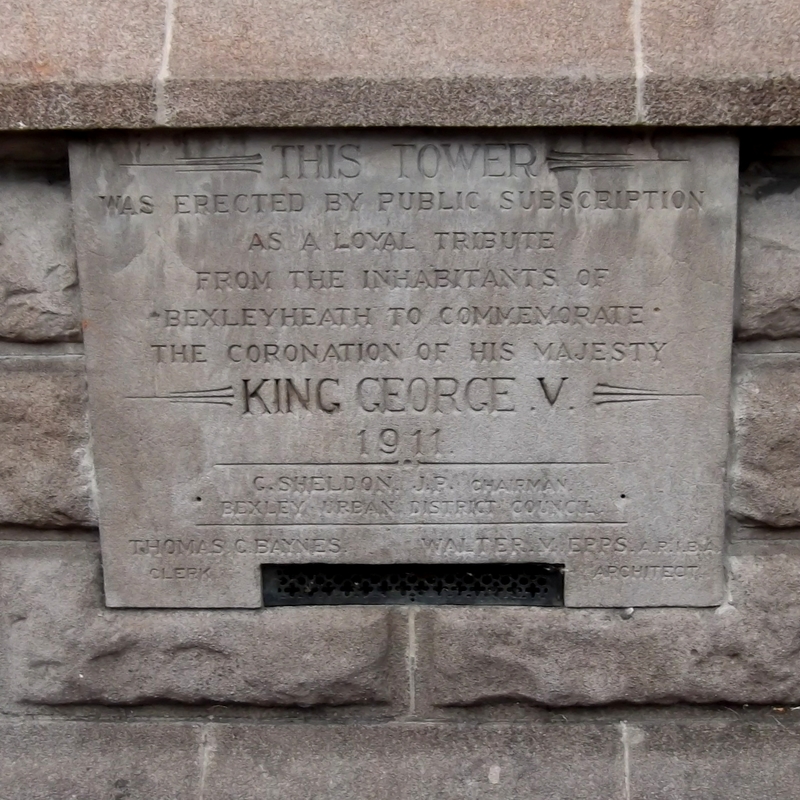 THIS TOWER
WAS ERECTED BY PUBLIC SUBSCRIPTION
AS A LOYAL TRIBUTE
FROM THE INHABITANTS OF
BEXLEYHEATH TO COMMEMORATE
THE CORONATION OF HIS MAJESTY
KING GEORGE .V.
1911.
C. SHELDON. J.P. CHAIRMAN.
BEXLEY URBAN DISTRICT COUNCIL.
THOMAS G. BAYNES. WALTER. M. EPPS. A.R.I.B.A
CLERK. ARCHITECT.